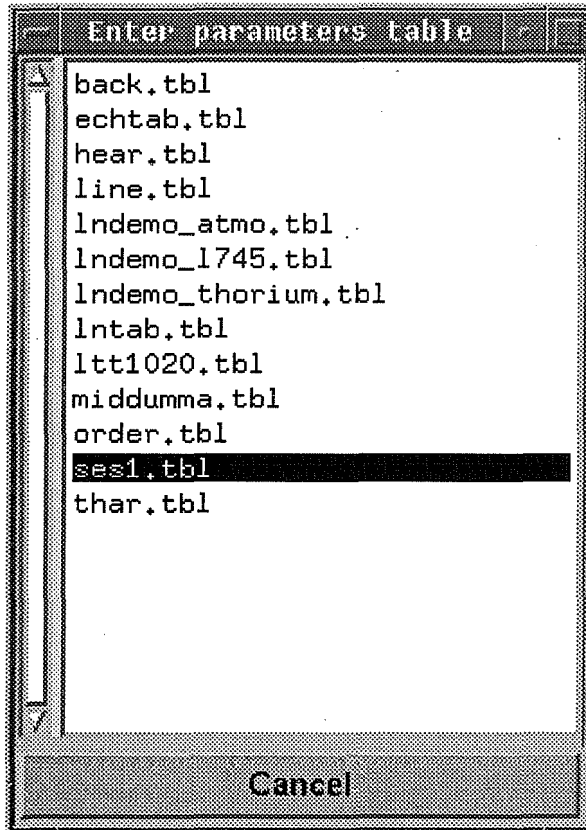 Enter parameters table
back.tbl
echtab.tbl
hear.tbl
line.tbl
lndemo_atmo.tbl
lndemo_l745.tbl
lndemo_thorium.tbl
lntab.tbl
ltt1020.tbl
middumma.tbl
order.tbl
ses1.tbl
thar.tbl
Cancel